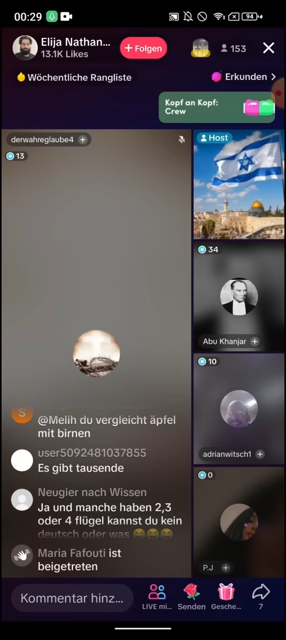 00:29
94
Elija Nathan...
13.1K Likes
+ Folgen
153
Wöchentliche Rangliste
Erkunden >
Kopf an Kopf:
Crew
derwahreglaube4 +
13
Host
34
Abu Khanjar +
10
adrianwitsch1 +
0
P.J +
S
@Melih du vergleicht äpfel
mit birnen
user5092481037855
Es gibt tausende
Neugier nach Wissen
Ja und manche haben 2,3
oder 4 flügel kannst du kein
deutsch oder was 😂😂😂
Maria Fafouti ist
beigetreten
Kommentar hinz...
LIVE mi...
Senden
Gesche...
7